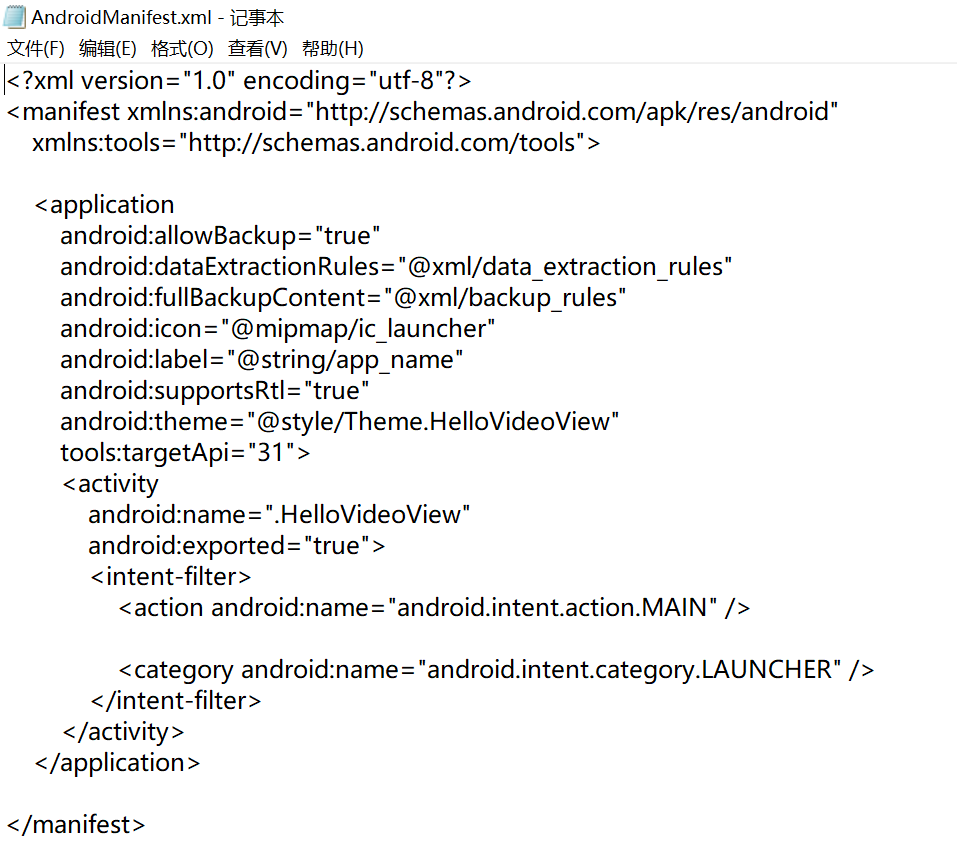 AndroidManifest.xml - 记事本
文件(F) 编辑(E) 格式(O) 查看(V) 帮助(H)
<?xml version="1.0" encoding="utf-8"?>
<manifest xmlns:android="http://schemas.android.com/apk/res/android"
xmlns:tools="http://schemas.android.com/tools">
<application
android:allowBackup="true"
android:dataExtractionRules="@xml/data_extraction_rules"
android:fullBackupContent="@xml/backup_rules"
android:icon="@mipmap/ic_launcher"
android:label="@string/app_name"
android:supportsRtl="true"
android:theme="@style/Theme.HelloVideoView"
tools:targetApi="31">
<activity
android:name=".HelloVideoView"
android:exported="true">
<intent-filter>
<action android:name="android.intent.action.MAIN" />
<category android:name="android.intent.category.LAUNCHER" />
</intent-filter>
</activity>
</application>
</manifest>